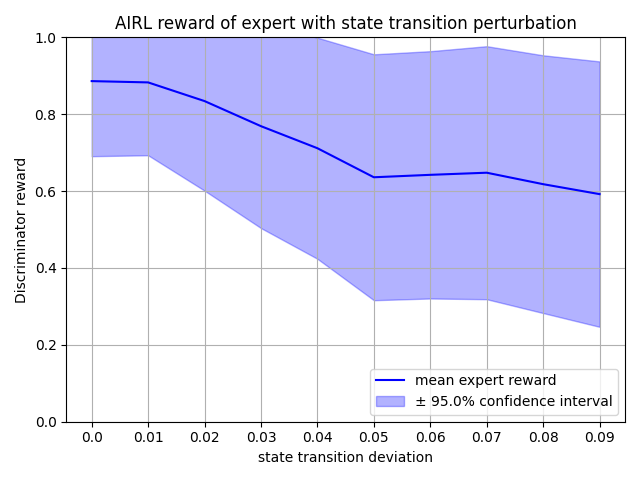 AIRL reward of expert with state transition perturbation
Discriminator reward
1.0
0.8
0.6
0.4
0.2
0.0
mean expert reward
± 95.0% confidence interval
0.0 0.01 0.02 0.03 0.04 0.05 0.06 0.07 0.08 0.09
state transition deviation